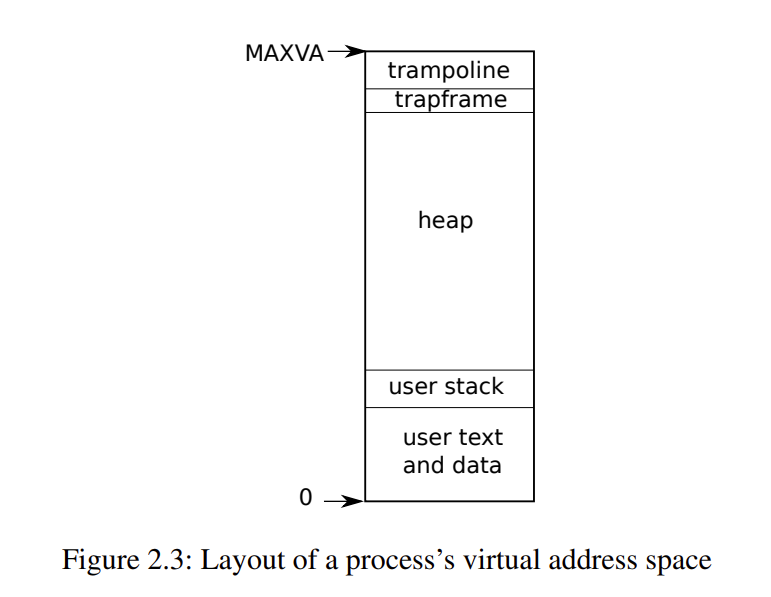 MAXVA
trampoline
trapframe
heap
user stack
user text
and data
0
Figure 2.3: Layout of a process’s virtual address space